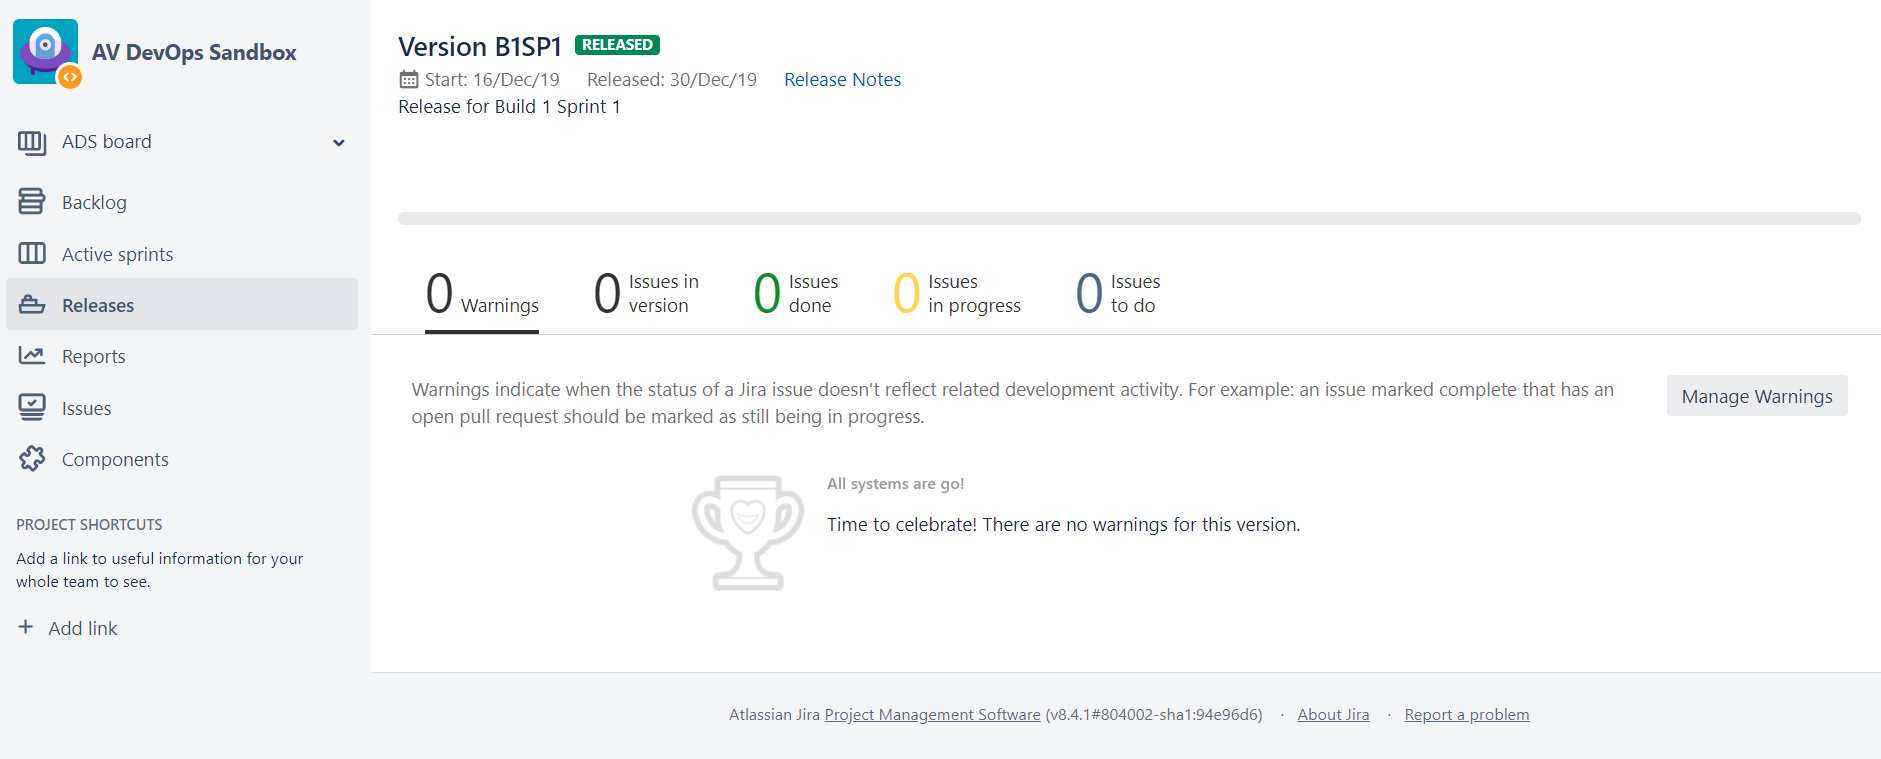 AV DevOps Sandbox
ADS board
Backlog
Active sprints
Releases
Reports
Issues
Components
PROJECT SHORTCUTS
Add a link to useful information for your
whole team to see.
+ Add link
Version B1SP1 RELEASED
Start: 16/Dec/19 Released: 30/Dec/19 Release Notes
Release for Build 1 Sprint 1
0 Warnings
0 Issues in
version
0 Issues
done
0 Issues
in progress
0 Issues
to do
Warnings indicate when the status of a Jira issue doesn't reflect related development activity. For example: an issue marked complete that has an
open pull request should be marked as still being in progress.
Manage Warnings
All systems are go!
Time to celebrate! There are no warnings for this version.
Atlassian Jira Project Management Software (v8.4.1#804002-sha1:94e96d6) · About Jira · Report a problem